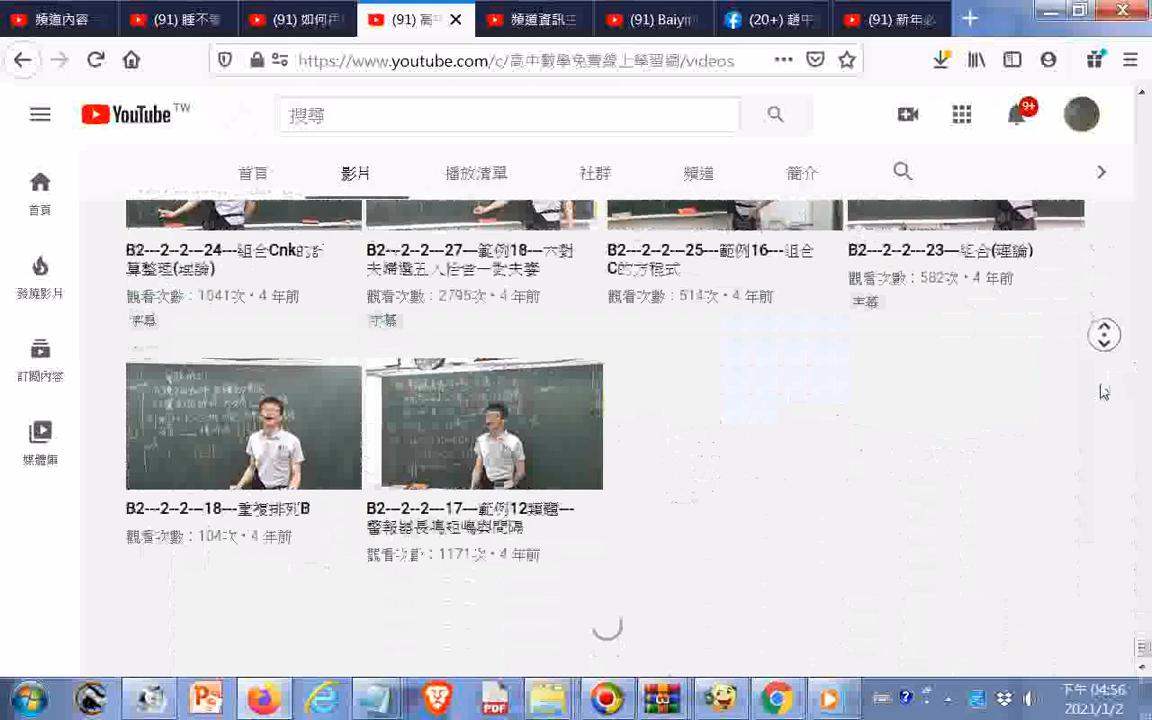 頻道內容
(91) 睡不著
(91) 如何用
(91) 高中
頻道資訊主
(91) Baiyin
(20+) 趙中
(91) 新年必
https://www.youtube.com/c/高中數學免費線上學習網/videos
YouTube TW
搜尋
9+
首頁
影片
播放清單
社群
頻道
簡介
首頁
發燒影片
訂閱內容
媒體庫
B2---2--2---24---組合Cnk的計
算整理(理論)
觀看次數：1041次・4 年前
字幕
B2---2--2---27---範例18---六對
夫婦選五人恰含一對夫妻
觀看次數：2795次・4 年前
字幕
B2---2--2---25---範例16---組合
C的方程式
觀看次數：514次・4 年前
B2---2--2---23---組合(理論)
觀看次數：582次・4 年前
字幕
B2---2--2---18---重複排列B
觀看次數：104次・4 年前
B2---2--2---17---範例12類題---
警報器長鳴短鳴與間隔
觀看次數：1171次・4 年前
PDF
下午 04:56
2021/1/2